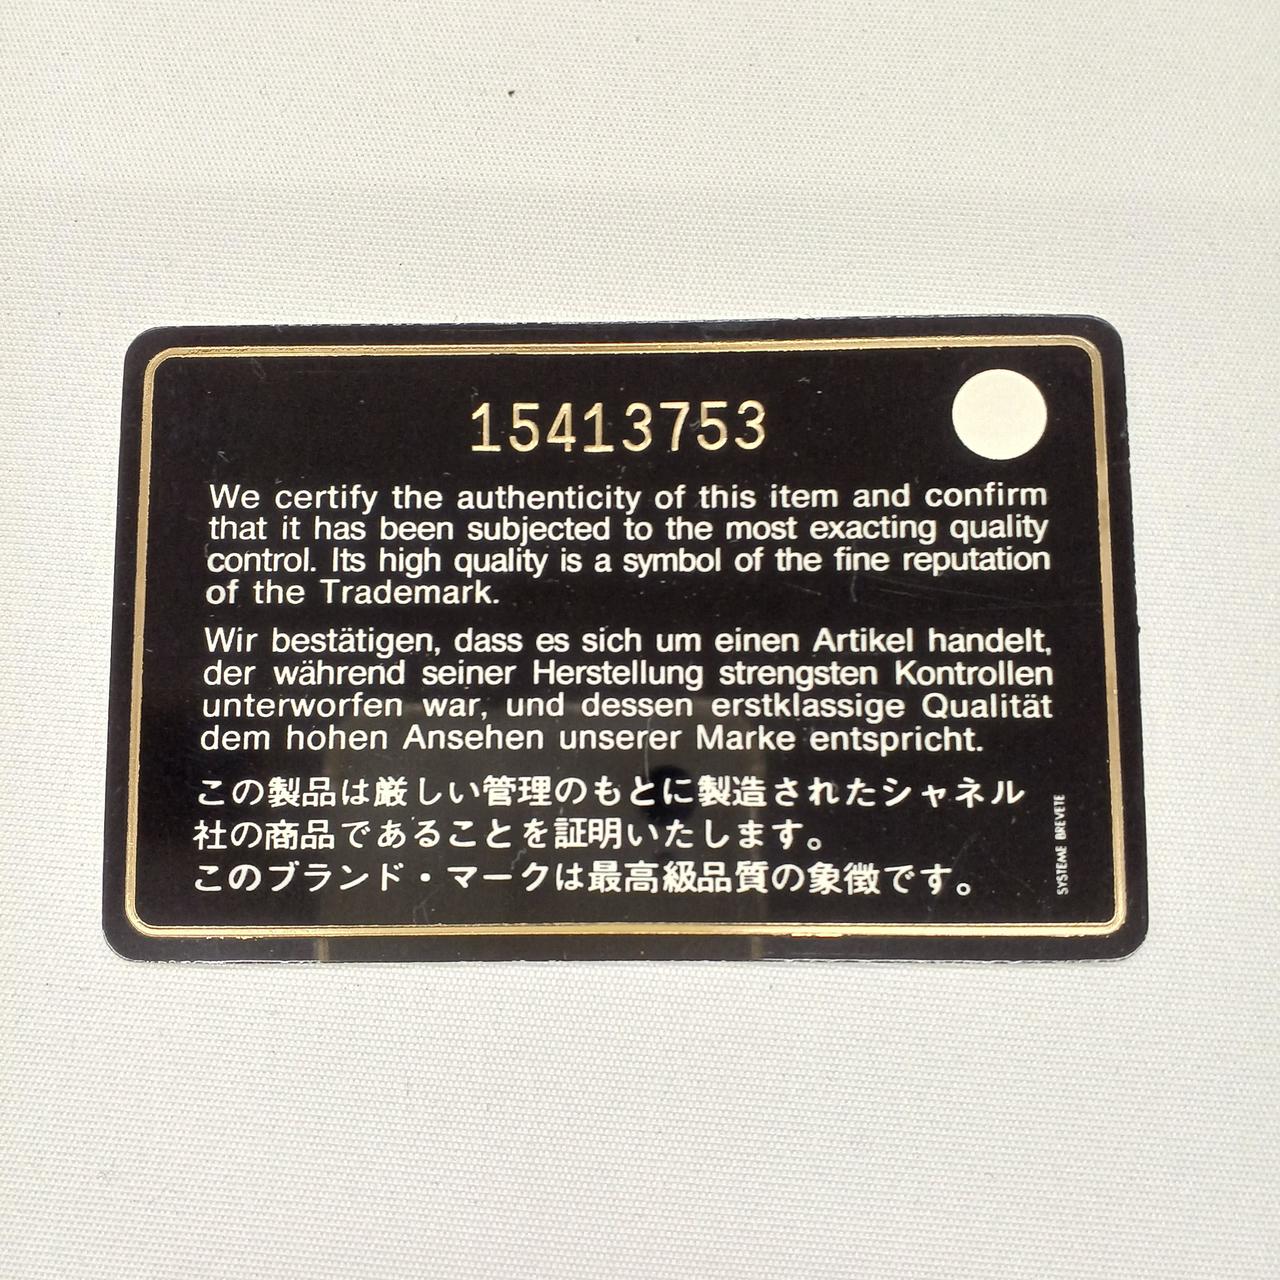 15413753
We certify the authenticity of this item and confirm
that it has been subjected to the most exacting quality
control. Its high quality is a symbol of the fine reputation
of the Trademark.
Wir bestätigen, dass es sich um einen Artikel handelt,
der während seiner Herstellung strengsten Kontrollen
unterworfen war, und dessen erstklassige Qualität
dem hohen Ansehen unserer Marke entspricht.
この製品は厳しい管理のもとに製造されたシャネル
社の商品であることを証明いたします。
このブランド・マークは最高級品質の象徴です。
SYSTEME BREVETE